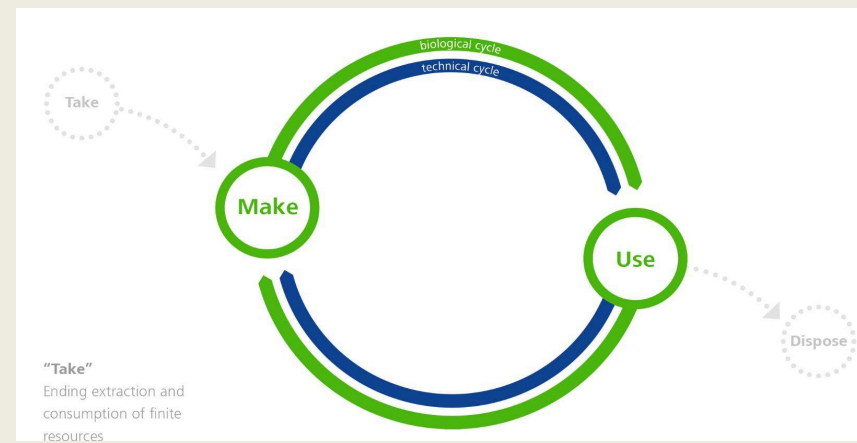 biological cycle
technical cycle
Take
Make
Use
Dispose
“Take”
Ending extraction and
consumption of finite
resources